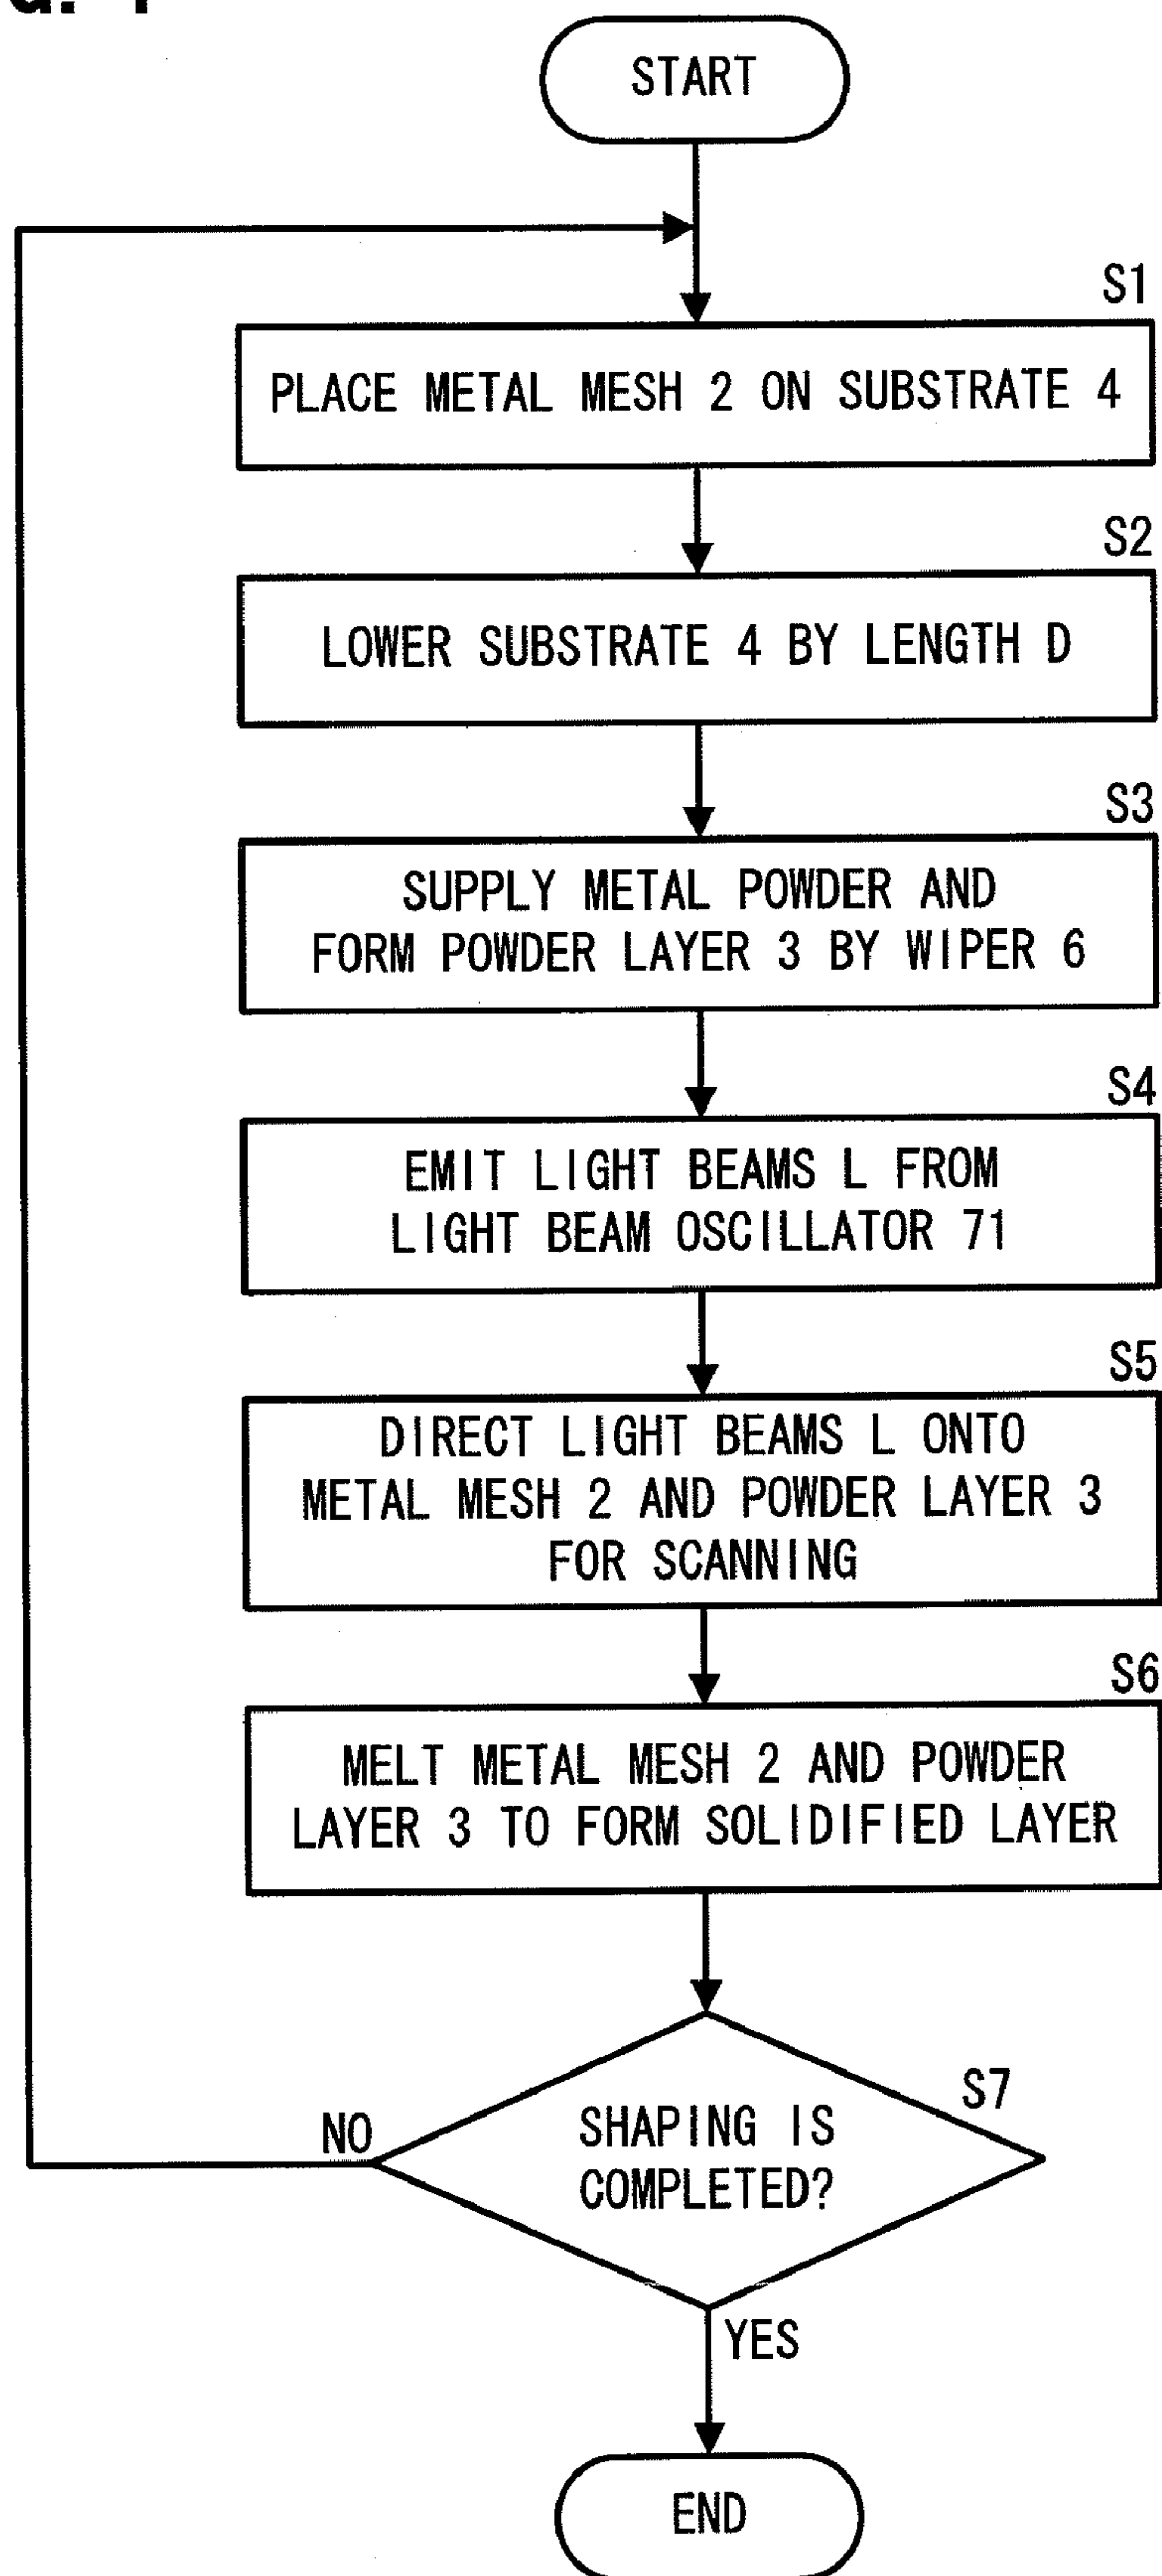 START
S1
PLACE METAL MESH 2 ON SUBSTRATE 4
S2
LOWER SUBSTRATE 4 BY LENGTH D
S3
SUPPLY METAL POWDER AND
FORM POWDER LAYER 3 BY WIPER 6
S4
EMIT LIGHT BEAMS L FROM
LIGHT BEAM OSCILLATOR 71
S5
DIRECT LIGHT BEAMS L ONTO
METAL MESH 2 AND POWDER LAYER 3
FOR SCANNING
S6
MELT METAL MESH 2 AND POWDER
LAYER 3 TO FORM SOLIDIFIED LAYER
S7
NO
SHAPING IS
COMPLETED?
YES
END